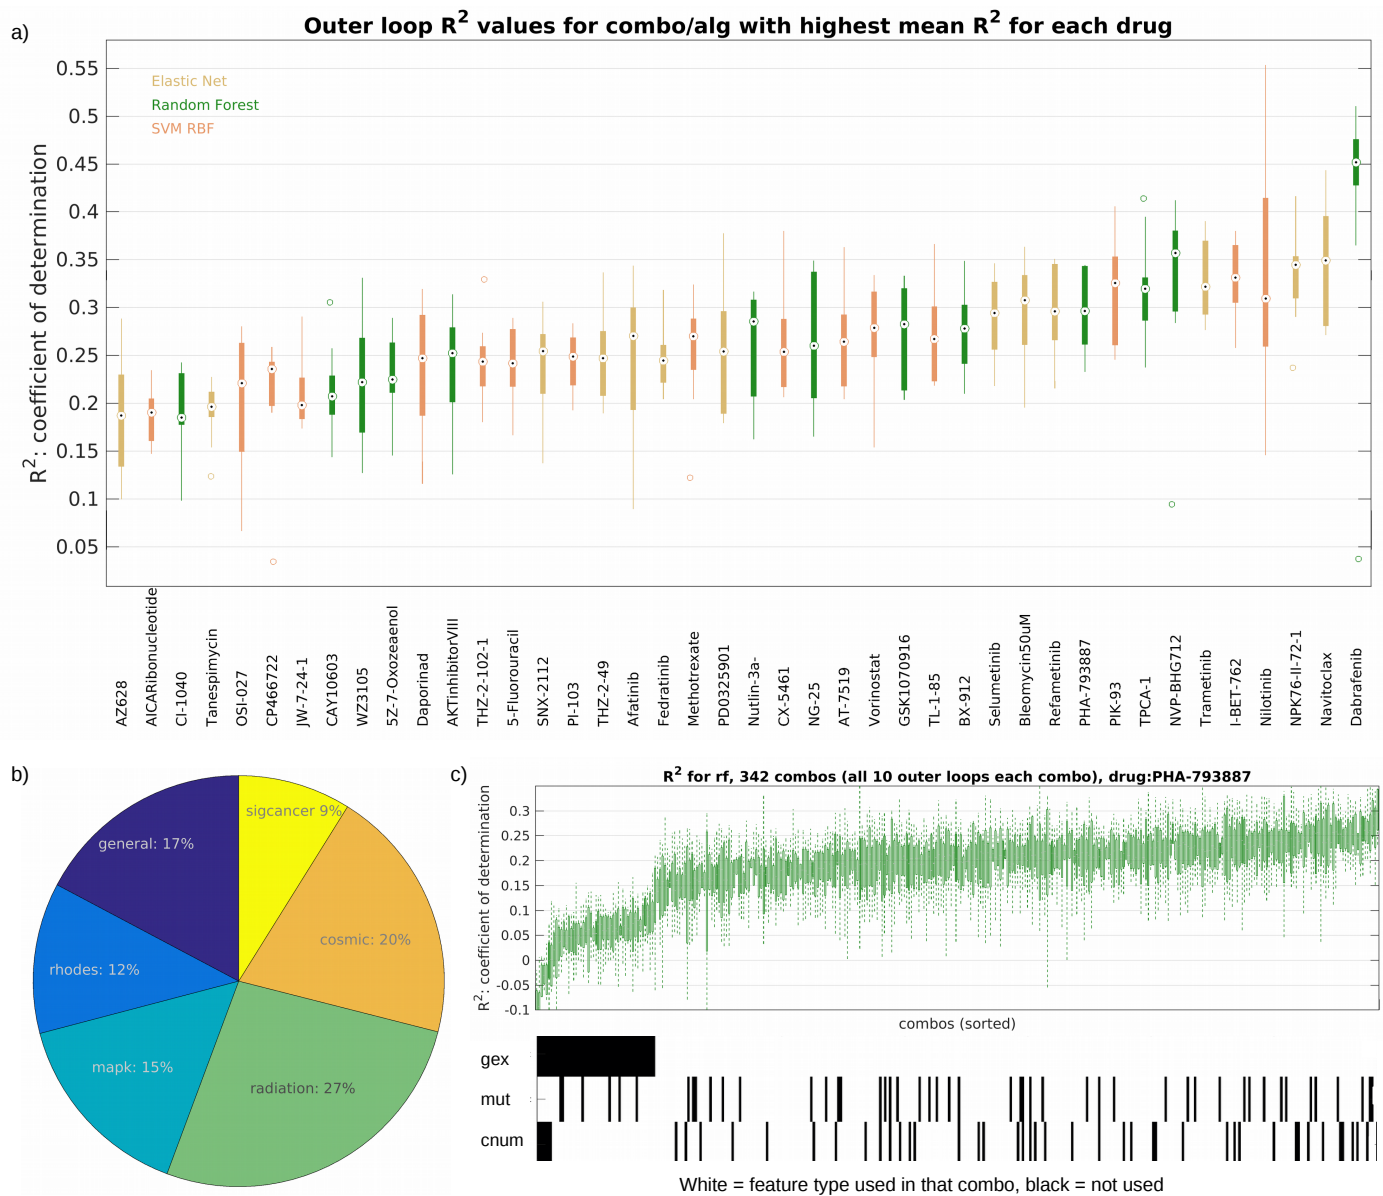 a)
Outer loop R² values for combo/alg with highest mean R² for each drug
R²: coefficient of determination
0.55
0.5
0.45
0.4
0.35
0.3
0.25
0.2
0.15
0.1
0.05
Elastic Net
Random Forest
SVM RBF
AZ628
AICARibonucleotide
CI-1040
Tanespimycin
OSI-027
CP466722
JW-7-24-1
CAY10603
WZ3105
5Z-7-Oxozeaenol
Daporinad
AKTinhibitorVIII
THZ-2-102-1
5-Fluorouracil
SNX-2112
PI-103
THZ-2-49
Afatinib
Fedratinib
Methotrexate
PD0325901
Nutlin-3a-
CX-5461
NG-25
AT-7519
Vorinostat
GSK1070916
TL-1-85
BX-912
Selumetinib
Bleomycin50uM
Refametinib
PHA-793887
PIK-93
TPCA-1
NVP-BHG712
Trametinib
I-BET-762
Nilotinib
NPK76-II-72-1
Navitoclax
Dabrafenib
b)
sigcancer 9%
general: 17%
cosmic: 20%
rhodes: 12%
mapk: 15%
radiation: 27%
c)
R² for rf, 342 combos (all 10 outer loops each combo), drug:PHA-793887
R²: coefficient of determination
0.3
0.25
0.2
0.15
0.1
0.05
0
-0.05
-0.1
combos (sorted)
gex
mut
cnum
White = feature type used in that combo, black = not used